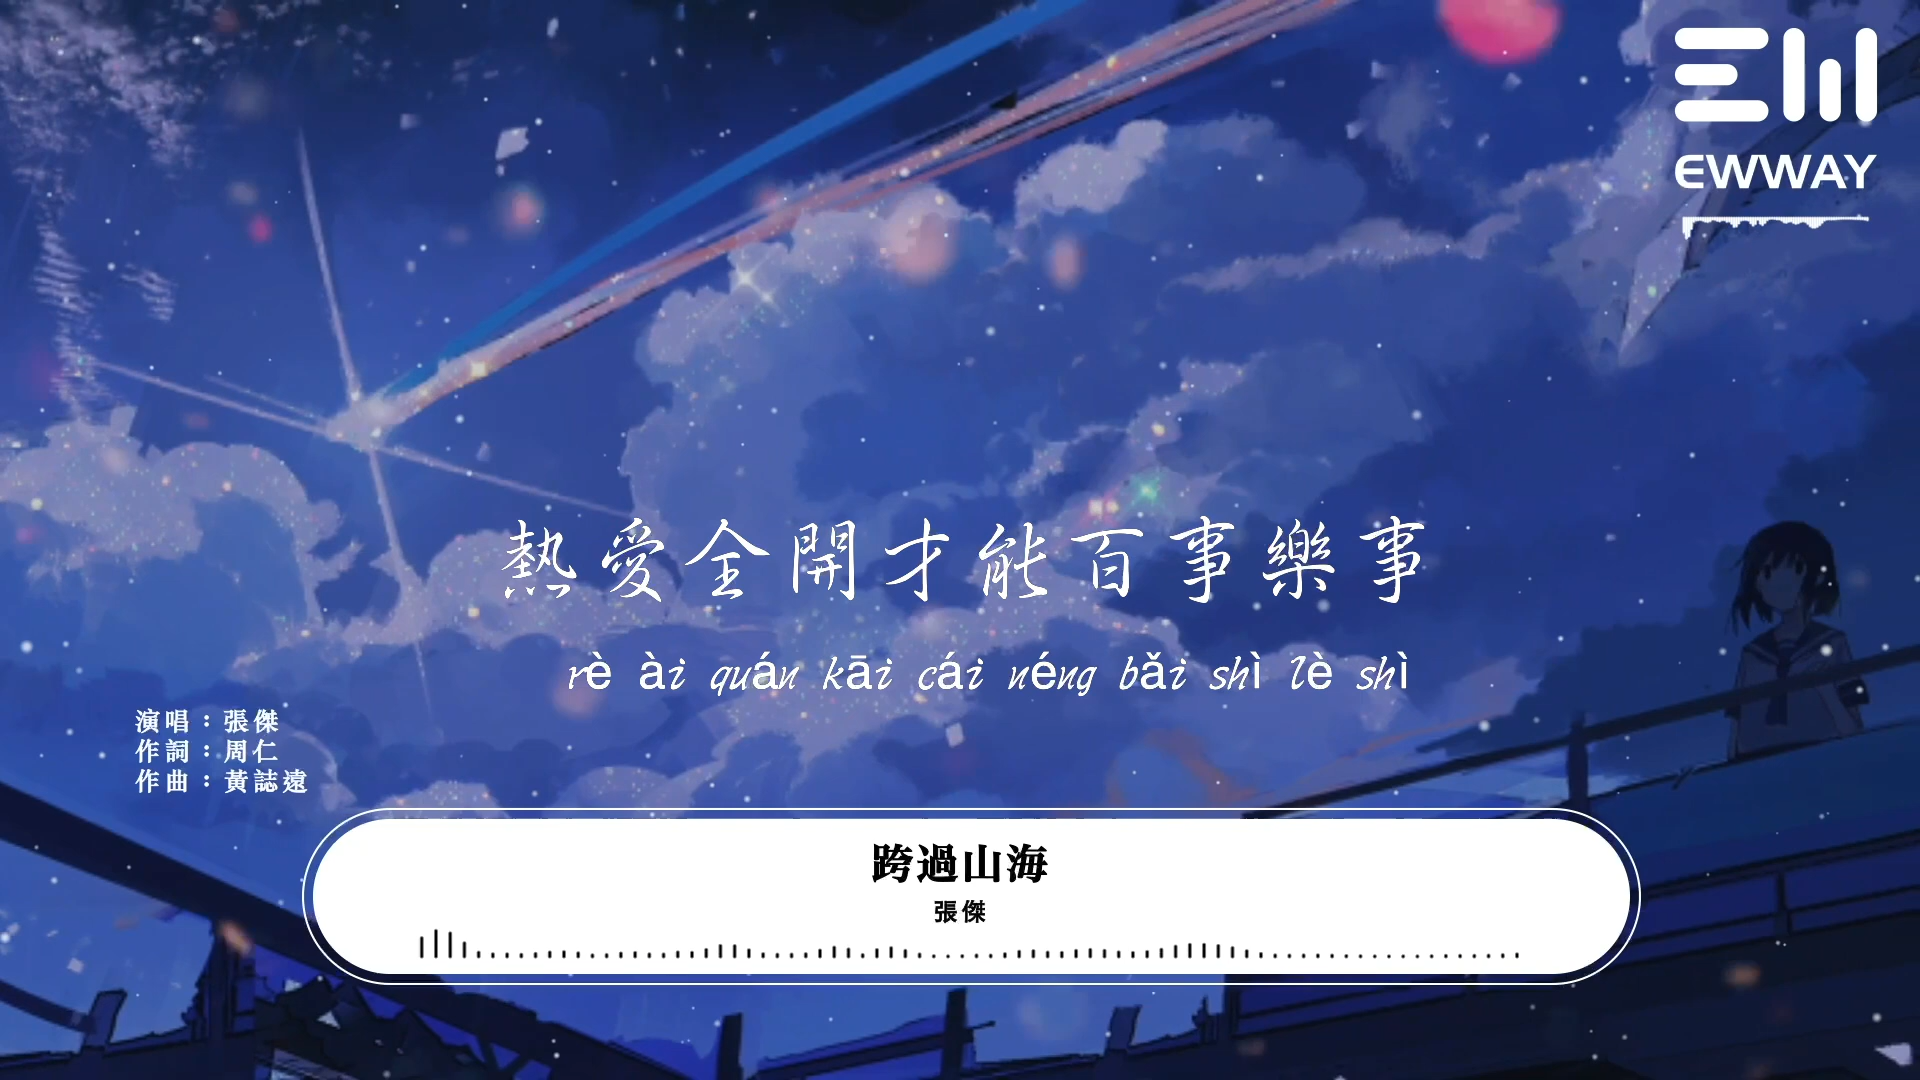 EW
EWWAY
熱愛全開才能百事樂事
rè ài quán kāi cái néng bǎi shì lè shì
演唱：張傑
作詞：周仁
作曲：黃誌遠
跨過山海
張傑